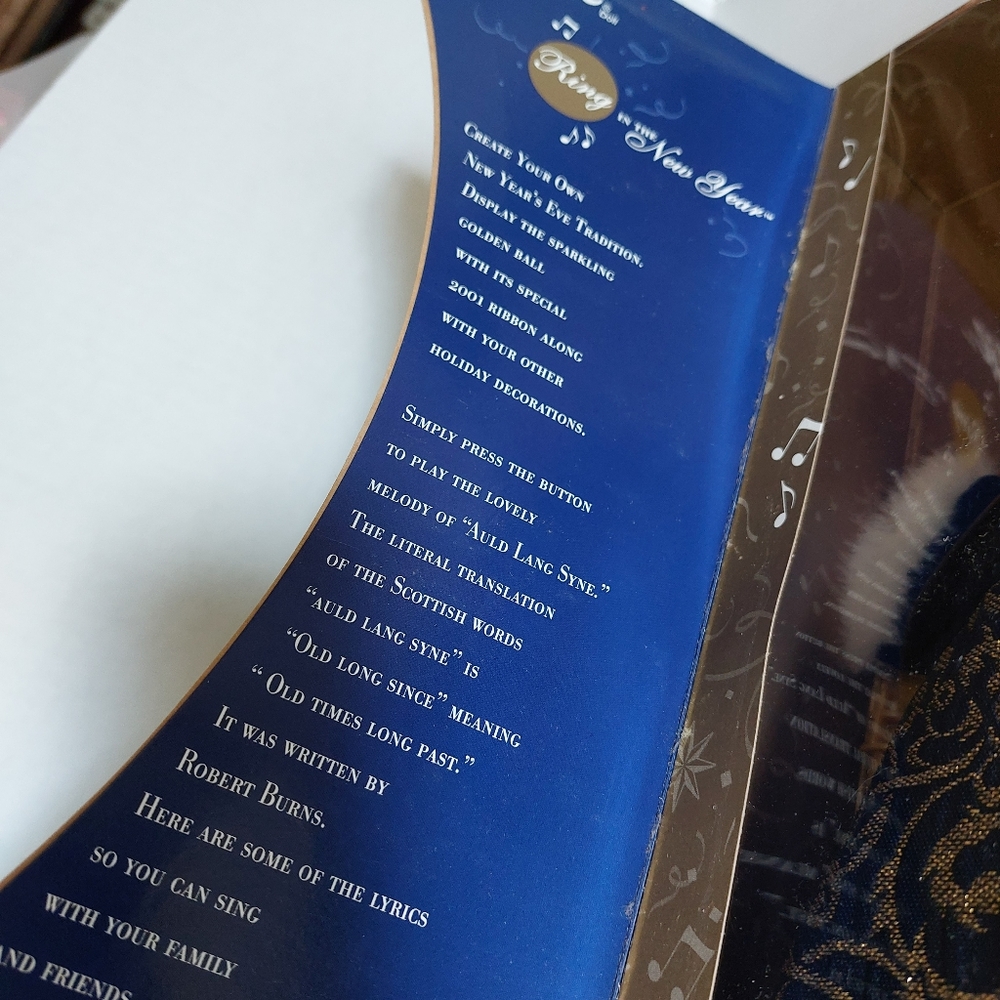 Ring
IN THE
New Year™
CREATE YOUR OWN
NEW YEAR'S EVE TRADITION.
DISPLAY THE SPARKLING
GOLDEN BALL
WITH ITS SPECIAL
2001 RIBBON ALONG
WITH YOUR OTHER
HOLIDAY DECORATIONS.
SIMPLY PRESS THE BUTTON
TO PLAY THE LOVELY
MELODY OF “AULD LANG SYNE.”
THE LITERAL TRANSLATION
OF THE SCOTTISH WORDS
“AULD LANG SYNE” IS
“OLD LONG SINCE” MEANING
“ OLD TIMES LONG PAST.”
IT WAS WRITTEN BY
ROBERT BURNS.
HERE ARE SOME OF THE LYRICS
SO YOU CAN SING
WITH YOUR FAMILY
AND FRIENDS